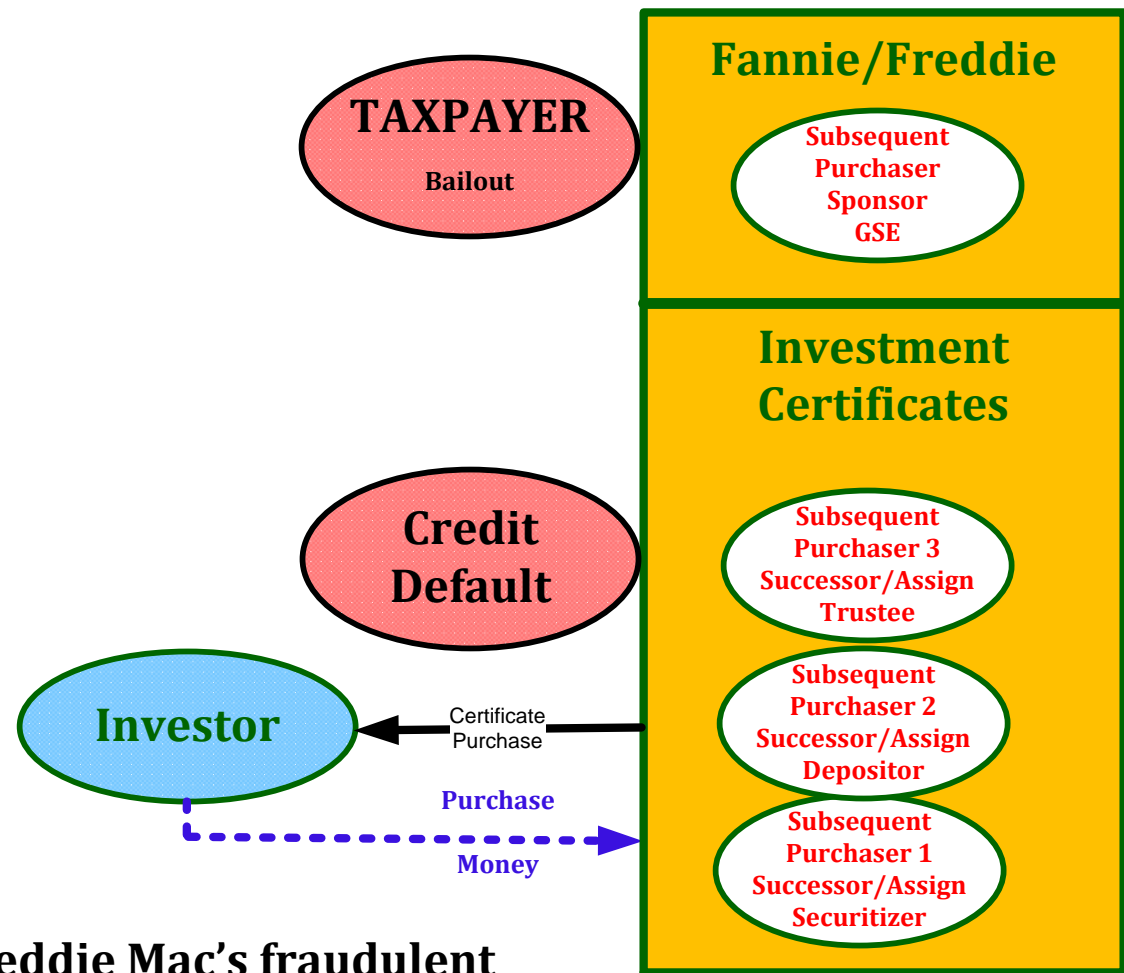 Fannie/Freddie
TAXPAYER
Bailout
Subsequent
Purchaser
Sponsor
GSE
Investment
Certificates
Credit
Default
Subsequent
Purchaser 3
Successor/Assign
Trustee
Subsequent
Purchaser 2
Successor/Assign
Depositor
Investor
Certificate
Purchase
Purchase
Money
Subsequent
Purchaser 1
Successor/Assign
Securitizer
eddie Mac's fraudulent